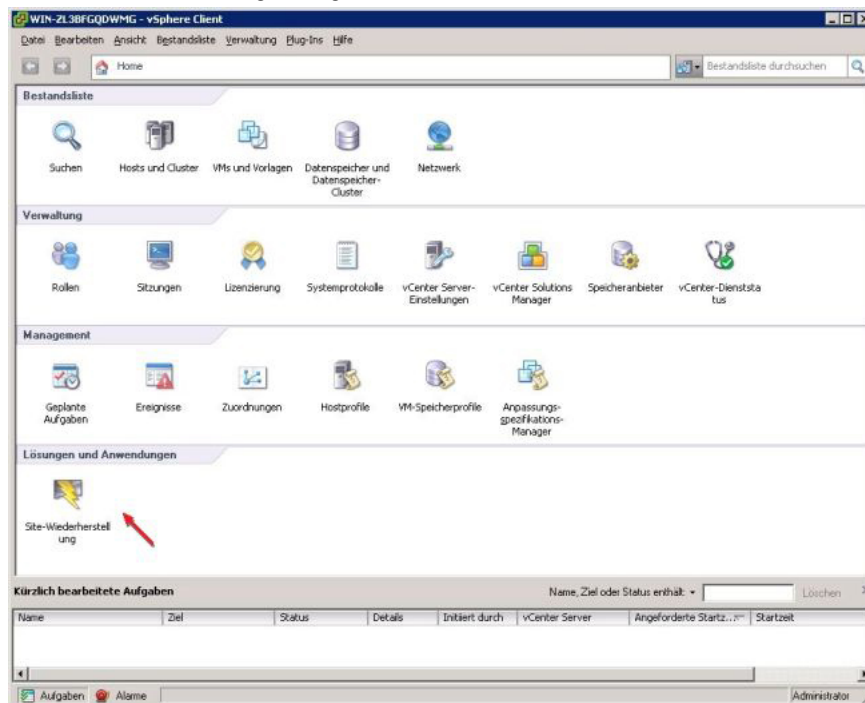 WIN-ZL3BFGQDWMG - vSphere Client
Datei Bearbeiten Ansicht Bestandsliste Verwaltung Plug-Ins Hilfe
Home
Bestandsliste durchsuchen
Bestandsliste
Suchen
Hosts und Cluster
VMs und Vorlagen
Datenspeicher und
Datenspeicher-
Cluster
Netzwerk
Verwaltung
Rollen
Sitzungen
Lizenzierung
Systemprotokolle
vCenter Server-
Einstellungen
vCenter Solutions
Manager
Speicheranbieter
vCenter-Dienststa
tus
Management
Geplante
Aufgaben
Ereignisse
Zuordnungen
Hostprofile
VM-Speicherprofile
Anpassungs-
spezifikations-
Manager
Lösungen und Anwendungen
Site-Wiederherstell
ung
Kürzlich bearbeitete Aufgaben
Name, Ziel oder Status enthält:
Löschen
Name Ziel Status Details Initiiert durch vCenter Server Angeforderte Startz... Startzeit
Aufgaben Alarme
Administrator